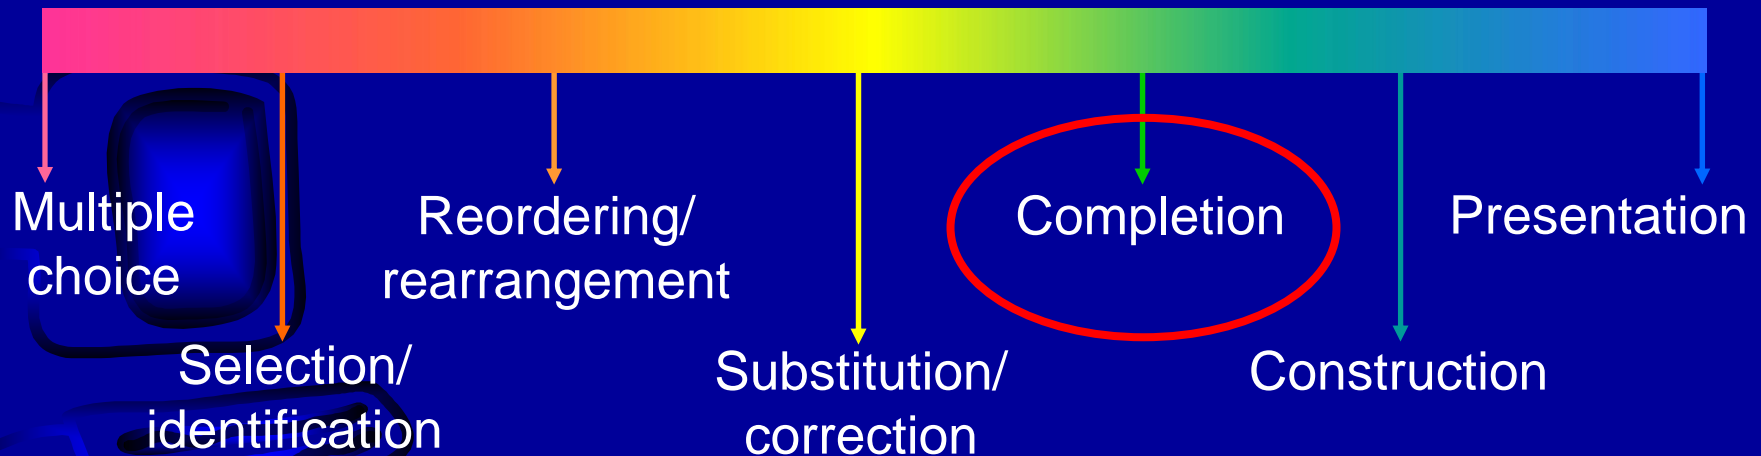 Multiple
choice
Selection/
identification
Reordering/
rearrangement
Substitution/
correction
Completion
Construction
Presentation